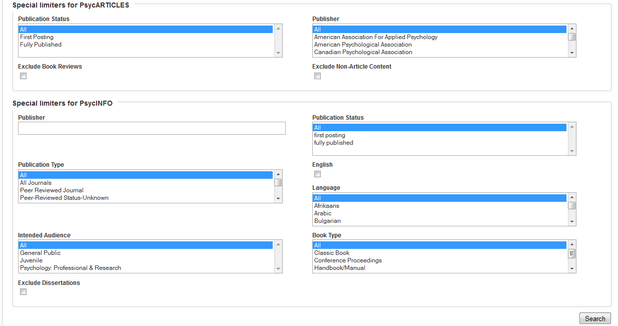 Special limiters for PsycARTICLES
Publication Status
All
First Posting
Fully Published
Publisher
All
American Association For Applied Psychology
American Psychological Association
Canadian Psychological Association
Exclude Book Reviews
Exclude Non-Article Content
Special limiters for PsycINFO
Publisher
Publication Status
All
first posting
fully published
Publication Type
All
All Journals
Peer Reviewed Journal
Peer-Reviewed Status-Unknown
English
Language
All
Afrikaans
Arabic
Bulgarian
Intended Audience
All
General Public
Juvenile
Psychology: Professional & Research
Book Type
All
Classic Book
Conference Proceedings
Handbook/Manual
Exclude Dissertations
Search